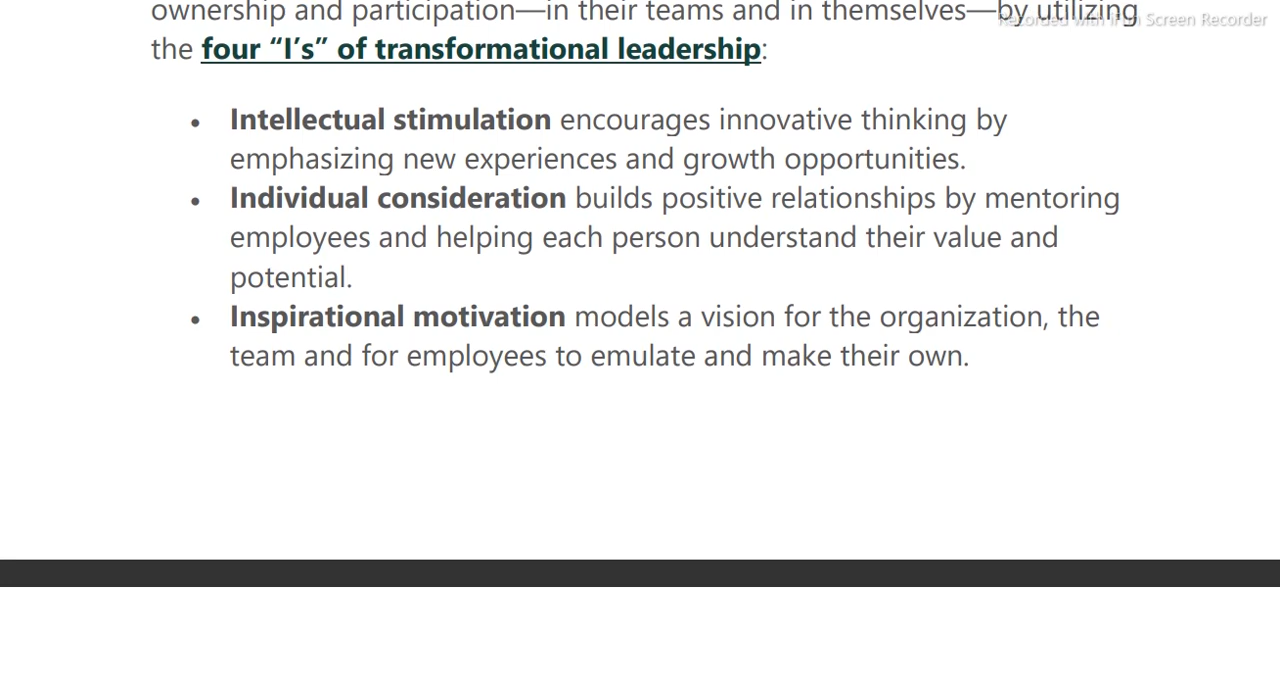 ownership and participation—in their teams and in themselves—by utilizing
Recorded with iFun Screen Recorder
the four “I’s” of transformational leadership:
• Intellectual stimulation encourages innovative thinking by
emphasizing new experiences and growth opportunities.
• Individual consideration builds positive relationships by mentoring
employees and helping each person understand their value and
potential.
• Inspirational motivation models a vision for the organization, the
team and for employees to emulate and make their own.